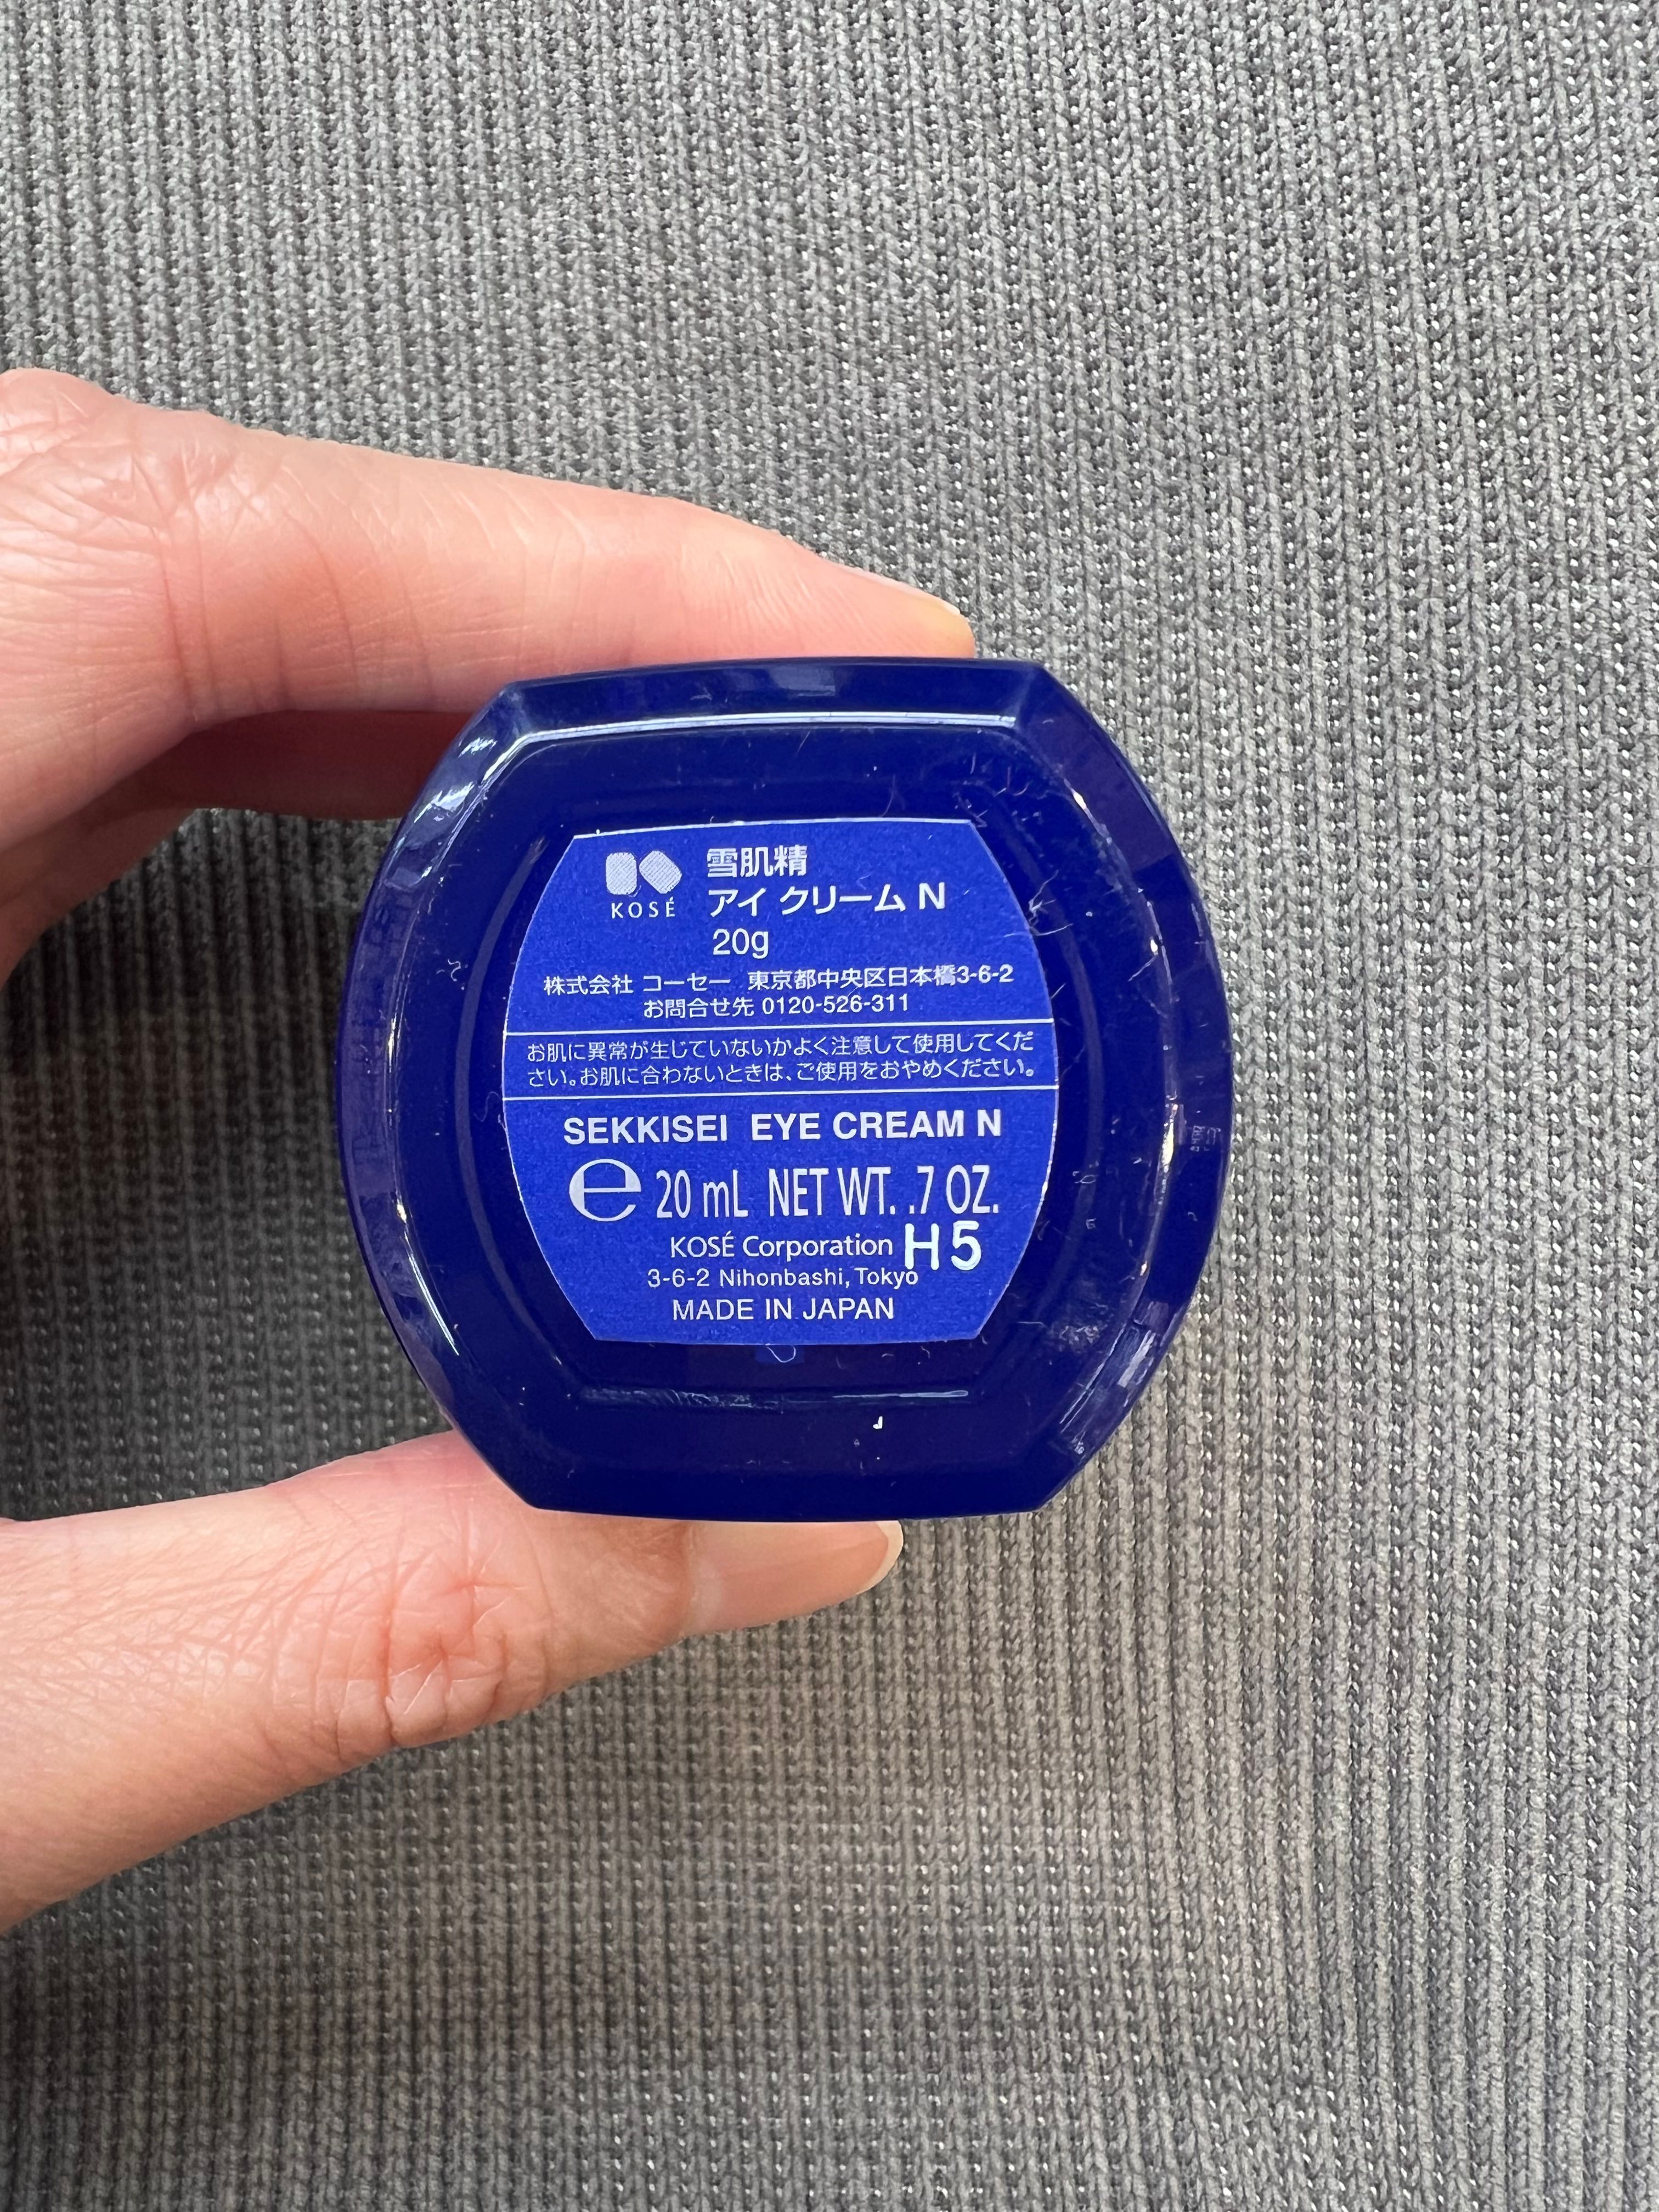 KOSÉ
雪肌精
アイ クリーム N
20g
株式会社 コーセー 東京都中央区日本橋3-6-2
お問合せ先 0120-526-311
お肌に異常が生じていないかよく注意して使用してくだ
さい。お肌に合わないときは、ご使用をおやめください。
SEKKISEI EYE CREAM N
℮ 20 mL NET WT. .7 OZ.
KOSÉ Corporation H5
3-6-2 Nihonbashi, Tokyo
MADE IN JAPAN